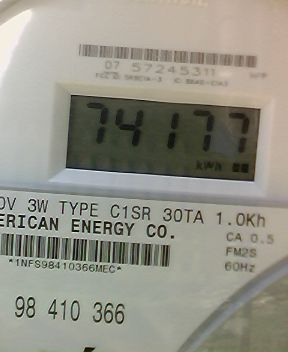 07 57245311
74177
kWh
0V 3W TYPE C1SR 30TA 1.0Kh
ERICAN ENERGY CO.
CA 0.5
FM2S
60Hz
*1NFS98410366MEC*
98 410 366